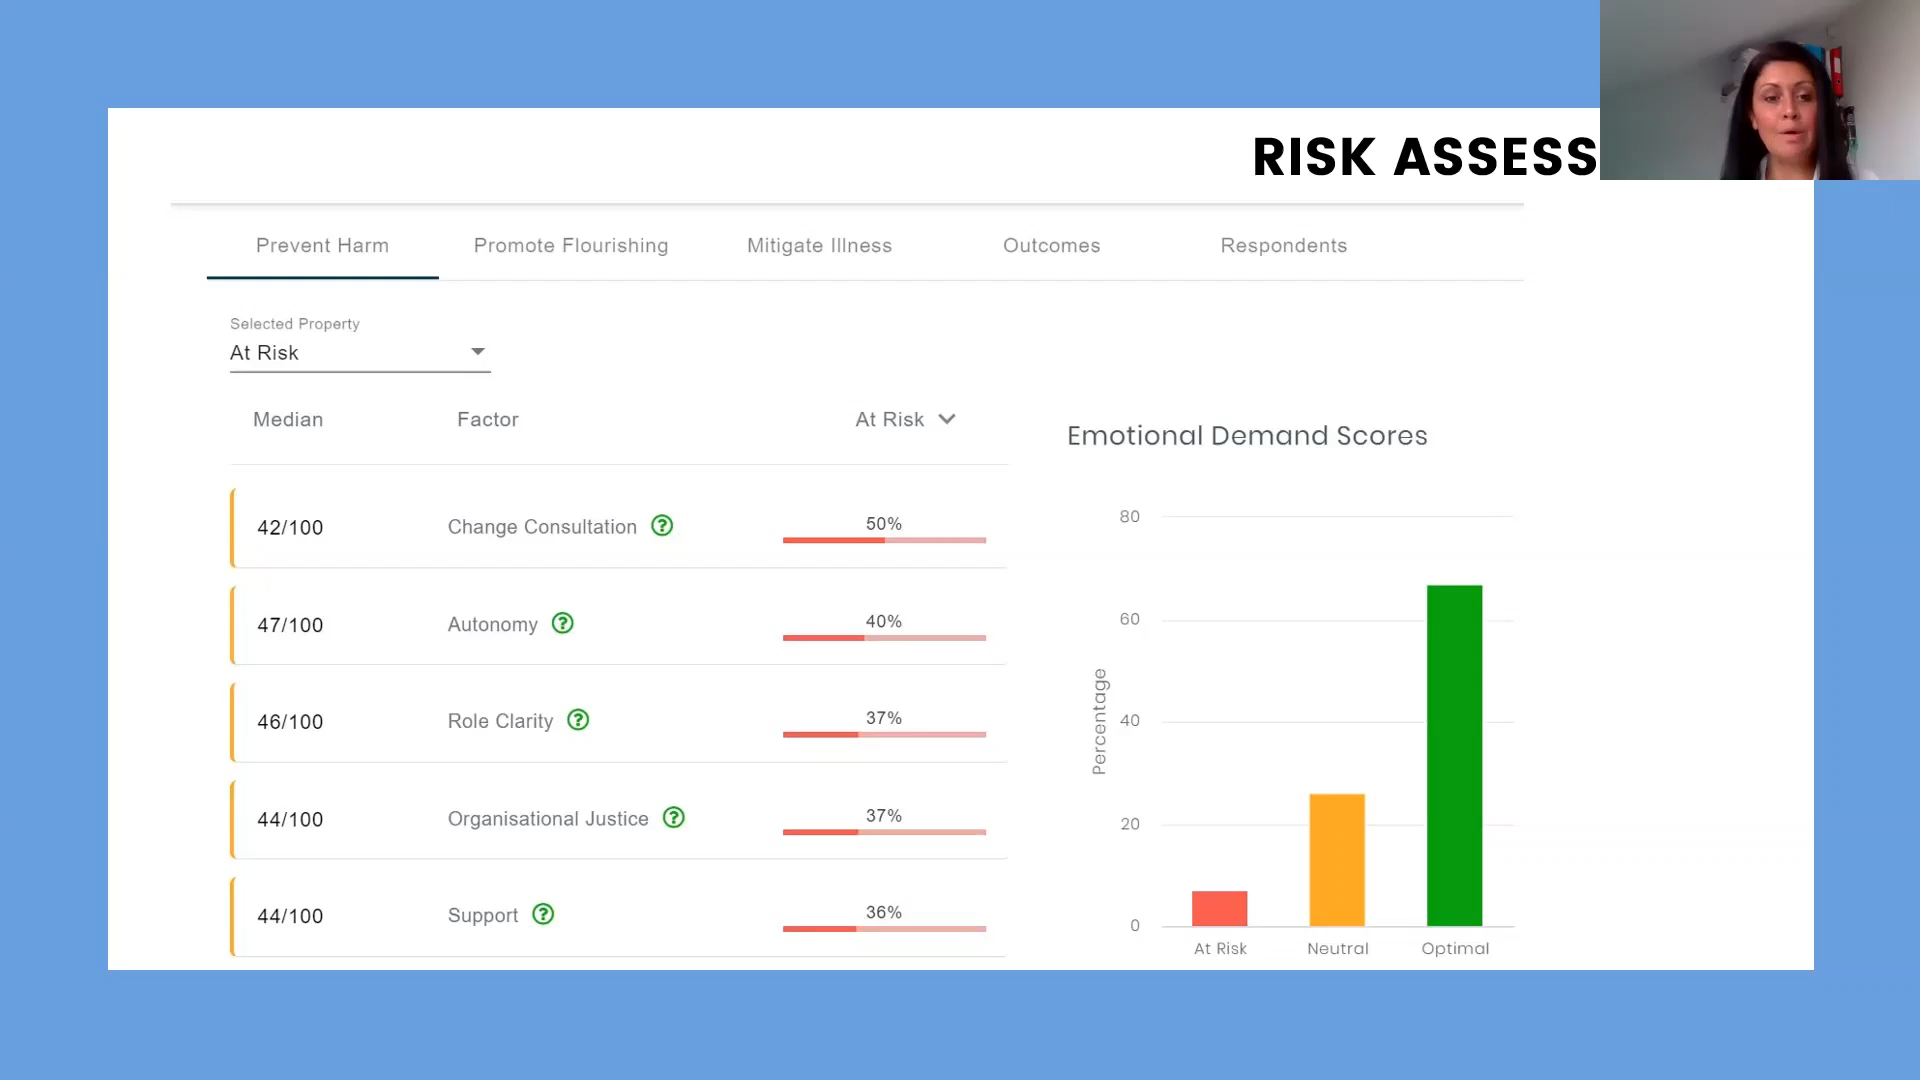 RISK ASSESS
Prevent Harm
Promote Flourishing
Mitigate Illness
Outcomes
Respondents
Selected Property
At Risk
Median
Factor
At Risk
42/100
Change Consultation
50%
47/100
Autonomy
40%
46/100
Role Clarity
37%
44/100
Organisational Justice
37%
44/100
Support
36%
Emotional Demand Scores
80
60
40
20
0
Percentage
At Risk
Neutral
Optimal